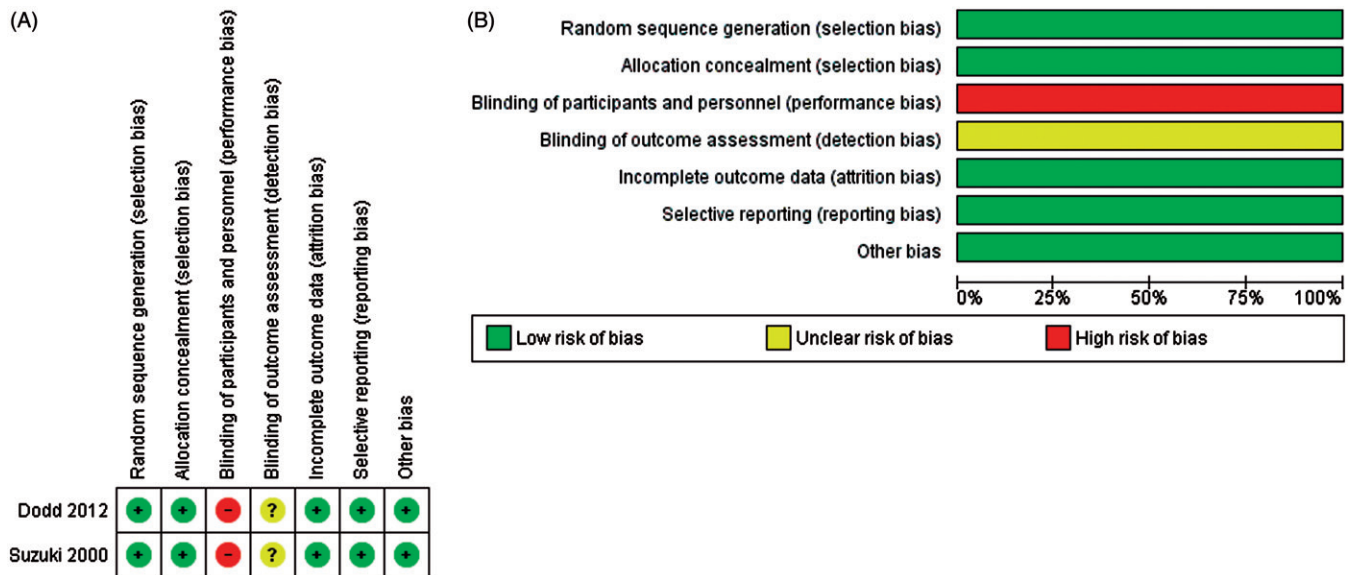 (A)
Random sequence generation (selection bias)
Allocation concealment (selection bias)
Blinding of participants and personnel (performance bias)
Blinding of outcome assessment (detection bias)
Incomplete outcome data (attrition bias)
Selective reporting (reporting bias)
Other bias
Dodd 2012 + + - ? + + +
Suzuki 2000 + + - ? + + +
(B)
Random sequence generation (selection bias)
Allocation concealment (selection bias)
Blinding of participants and personnel (performance bias)
Blinding of outcome assessment (detection bias)
Incomplete outcome data (attrition bias)
Selective reporting (reporting bias)
Other bias
0% 25% 50% 75% 100%
Low risk of bias Unclear risk of bias High risk of bias